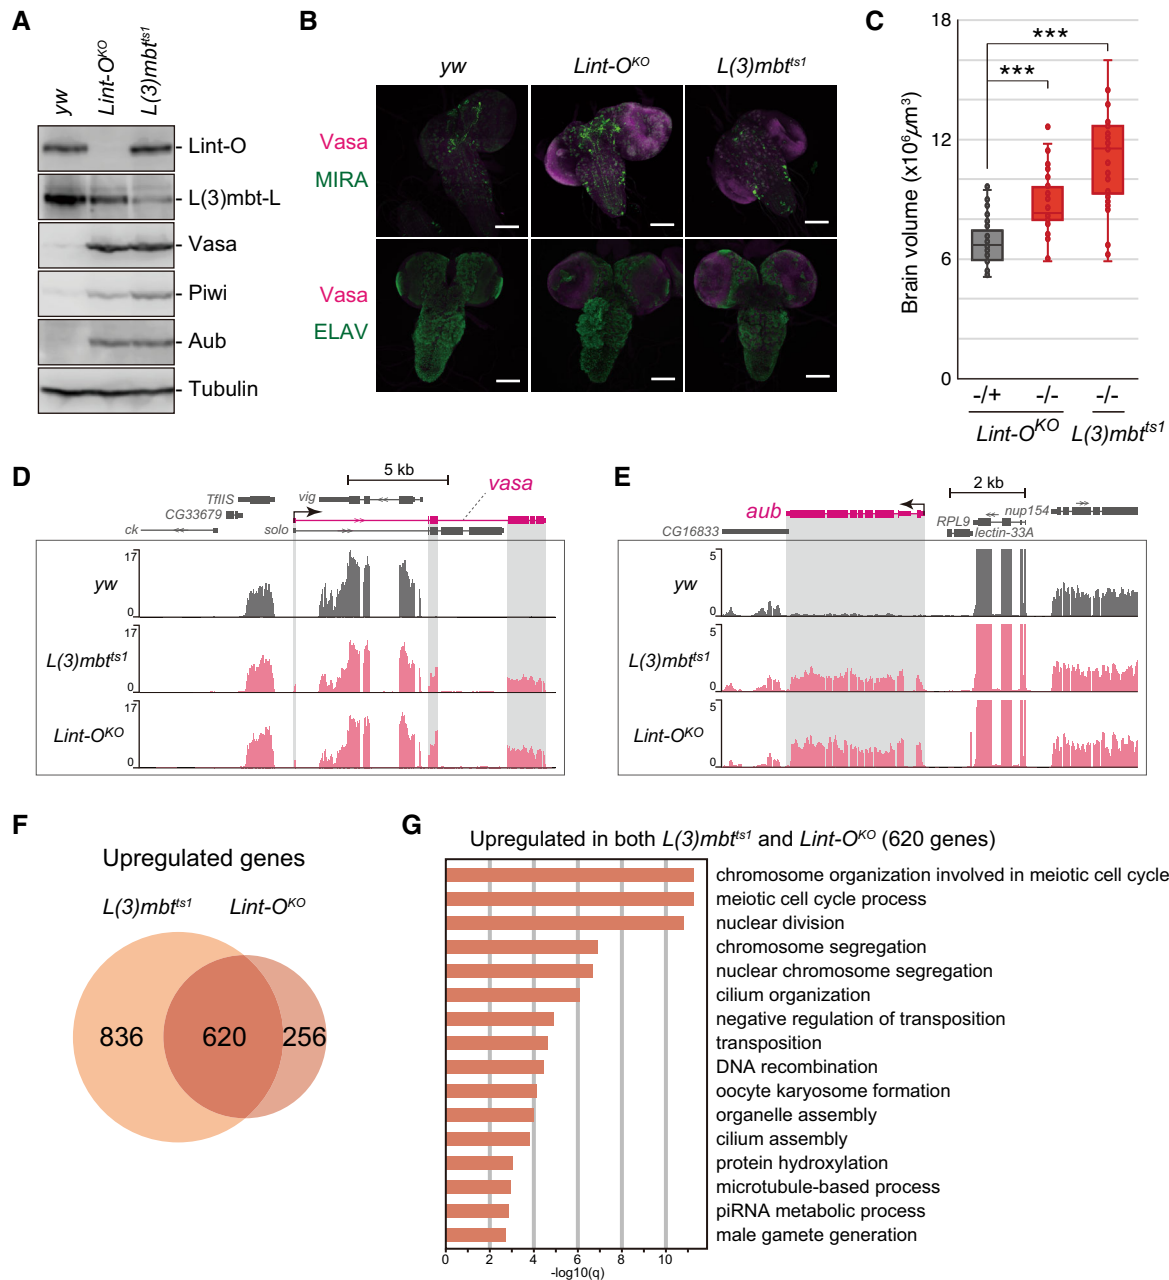 A
yw
Lint-O^KO
L(3)mbt^ts1
Lint-O
L(3)mbt-L
Vasa
Piwi
Aub
Tubulin
B
yw
Lint-O^KO
L(3)mbt^ts1
Vasa
MIRA
Vasa
ELAV
C
Brain volume (x10^6 μm^3)
18
12
6
0
***
***
-/+
-/-
-/-
Lint-O^KO
L(3)mbt^ts1
D
5 kb
TfIIS
vig
vasa
CG33679
ck
solo
yw
17
0
L(3)mbt^ts1
17
0
Lint-O^KO
17
0
E
2 kb
aub
nup154
RPL9
CG16833
lectin-33A
yw
5
0
L(3)mbt^ts1
5
0
Lint-O^KO
5
0
F
Upregulated genes
L(3)mbt^ts1
Lint-O^KO
836
620
256
G
Upregulated in both L(3)mbt^ts1 and Lint-O^KO (620 genes)
chromosome organization involved in meiotic cell cycle
meiotic cell cycle process
nuclear division
chromosome segregation
nuclear chromosome segregation
cilium organization
negative regulation of transposition
transposition
DNA recombination
oocyte karyosome formation
organelle assembly
cilium assembly
protein hydroxylation
microtubule-based process
piRNA metabolic process
male gamete generation
0 2 4 6 8 10
-log10(q)